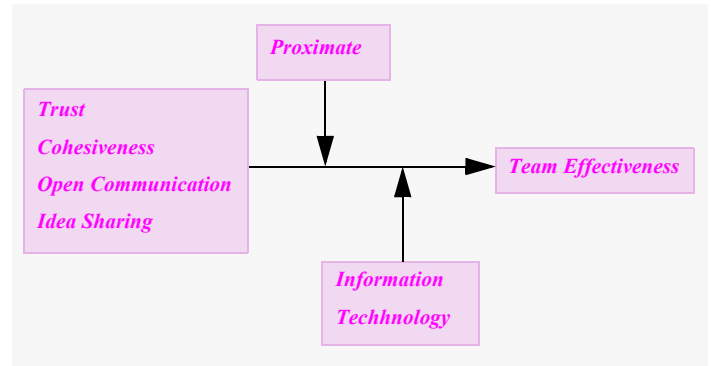 Proximate
Trust
Cohesiveness
Open Communication
Idea Sharing
Team Effectiveness
Information
Techhnology